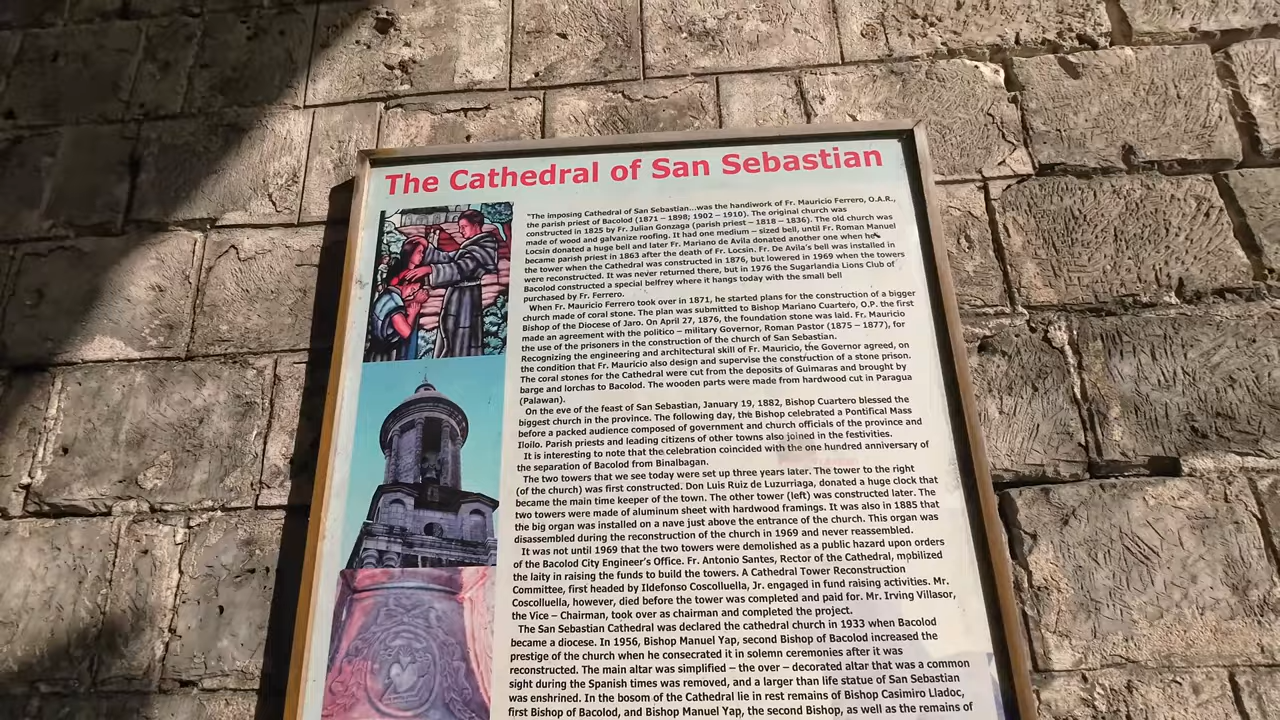 The Cathedral of San Sebastian
"The imposing Cathedral of San Sebastian...was the handiwork of Fr. Mauricio Ferrero, O.A.R.,
the parish priest of Bacolod (1871 – 1898; 1902 – 1910). The original church was
constructed in 1825 by Fr. Julian Gonzaga (parish priest – 1818 – 1836). The old church was
made of wood and galvanize roofing. It had one medium – sized bell, until Fr. Roman Manuel
Locsin donated a huge bell and later Fr. Mariano de Avila donated another one when he
became parish priest in 1863 after the death of Fr. Locsin. Fr. De Avila's bell was installed in
the tower when the Cathedral was constructed in 1876, but lowered in 1969 when the towers
were reconstructed. It was never returned there, but in 1976 the Sugarlandia Lions Club of
Bacolod constructed a special belfrey where it hangs today with the small bell
purchased by Fr. Ferrero.
When Fr. Mauricio Ferrero took over in 1871, he started plans for the construction of a bigger
church made of coral stone. The plan was submitted to Bishop Mariano Cuartero, O.P. the first
Bishop of the Diocese of Jaro. On April 27, 1876, the foundation stone was laid. Fr. Mauricio
made an agreement with the politico – military Governor, Roman Pastor (1875 – 1877), for
the use of the prisoners in the construction of the church of San Sebastian.
Recognizing the engineering and architectural skill of Fr. Mauricio, the Governor agreed, on
the condition that Fr. Mauricio also design and supervise the construction of a stone prison.
The coral stones for the Cathedral were cut from the deposits of Guimaras and brought by
barge and lorchas to Bacolod. The wooden parts were made from hardwood cut in Paragua
(Palawan).
On the eve of the feast of San Sebastian, January 19, 1882, Bishop Cuartero blessed the
biggest church in the province. The following day, the Bishop celebrated a Pontifical Mass
before a packed audience composed of government and church officials of the province and
Iloilo. Parish priests and leading citizens of other towns also joined in the festivities.
It is interesting to note that the celebration coincided with the one hundred anniversary of
the separation of Bacolod from Binalbagan.
The two towers that we see today were set up three years later. The tower to the right
(of the church) was first constructed. Don Luis Ruiz de Luzurriaga, donated a huge clock that
became the main time keeper of the town. The other tower (left) was constructed later. The
two towers were made of aluminum sheet with hardwood framings. It was also in 1885 that
the big organ was installed on a nave just above the entrance of the church. This organ was
disassembled during the reconstruction of the church in 1969 and never reassembled.
It was not until 1969 that the two towers were demolished as a public hazard upon orders
of the Bacolod City Engineer's Office. Fr. Antonio Santes, Rector of the Cathedral, mobilized
the laity in raising the funds to build the towers. A Cathedral Tower Reconstruction
Committee, first headed by Ildefonso Coscolluela, Jr. engaged in fund raising activities. Mr.
Coscolluela, however, died before the tower was completed and paid for. Mr. Irving Villasor,
the Vice – Chairman, took over as chairman and completed the project.
The San Sebastian Cathedral was declared the cathedral church in 1933 when Bacolod
became a diocese. In 1956, Bishop Manuel Yap, second Bishop of Bacolod increased the
prestige of the church when he consecrated it in solemn ceremonies after it was
reconstructed. The main altar was simplified – the over – decorated altar that was a common
sight during the Spanish times was removed, and a larger than life statue of San Sebastian
was enshrined. In the bosom of the Cathedral lie in rest remains of Bishop Casimiro Lladoc,
first Bishop of Bacolod, and Bishop Manuel Yap, the second Bishop, as well as the remains of